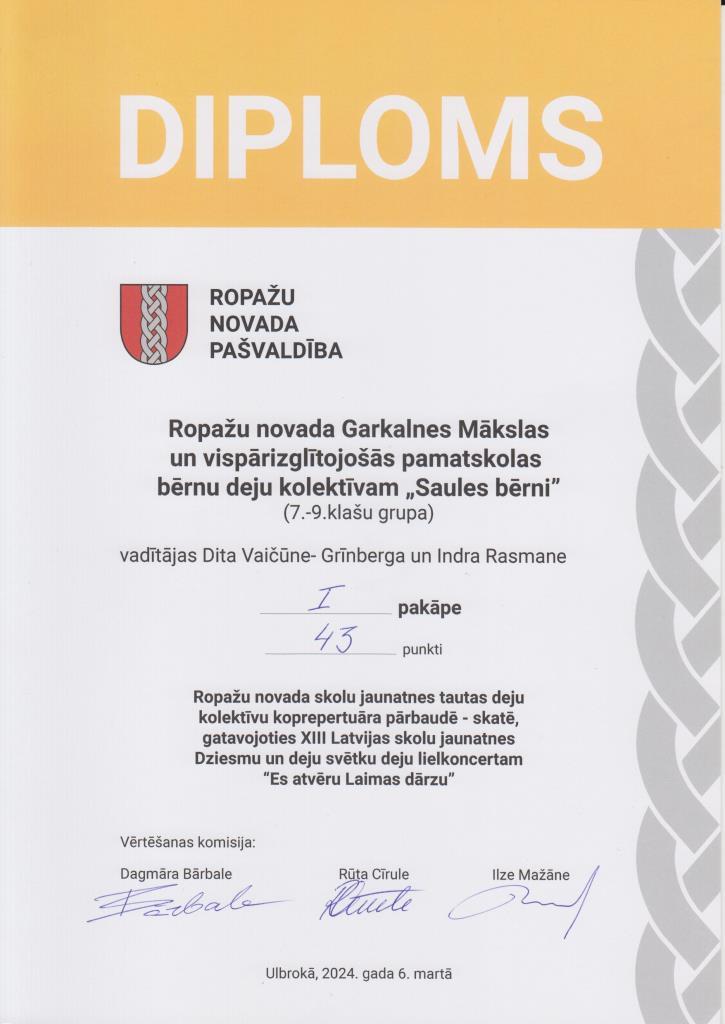 DIPLOMS
ROPAŽU
NOVADA
PAŠVALDĪBA
Ropažu novada Garkalnes Mākslas
un vispārizglītojošās pamatskolas
bērnu deju kolektīvam „Saules bērni”
(7.-9.klašu grupa)
vadītājas Dita Vaičūne- Grīnberga un Indra Rasmane
I pakāpe
43 punkti
Ropažu novada skolu jaunatnes tautas deju
kolektīvu koprepertuāra pārbaudē - skatē,
gatavojoties XIII Latvijas skolu jaunatnes
Dziesmu un deju svētku deju lielkoncertam
“Es atvēru Laimas dārzu”
Vērtēšanas komisija:
Dagmāra Bārbale Rūta Cīrule Ilze Mažāne
Ulbrokā, 2024. gada 6. martā